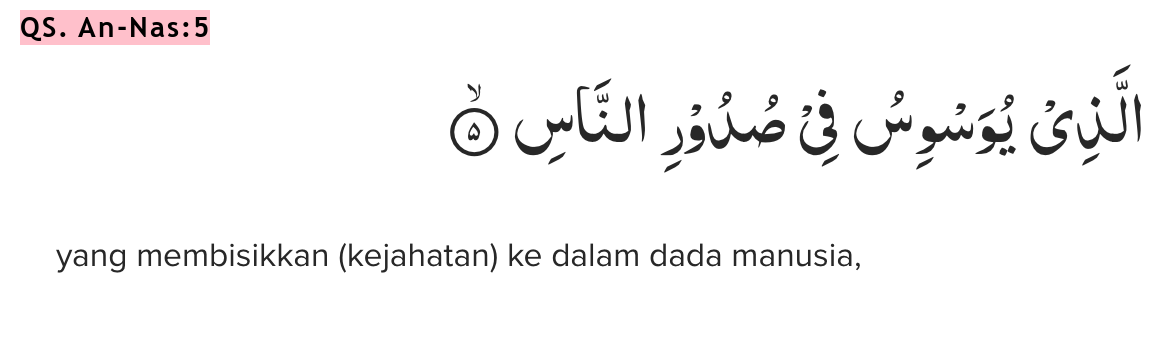 QS. An-Nas:5
الَّذِيْ يُوَسْوِسُ فِيْ صُدُوْرِ النَّاسِۙ ۝٥
yang membisikkan (kejahatan) ke dalam dada manusia,